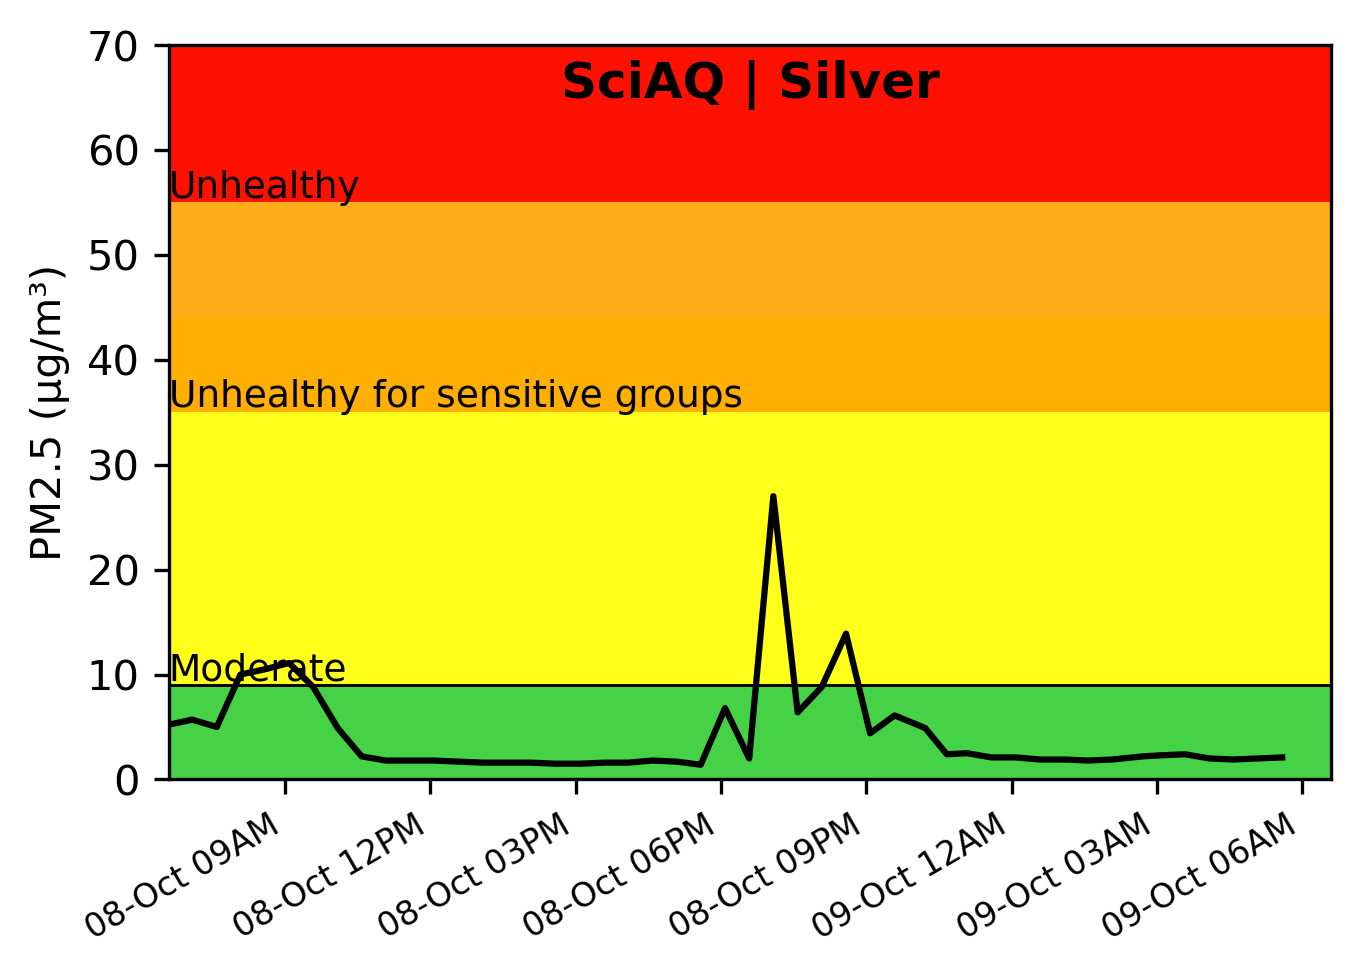 SciAQ | Silver
70
60
50
40
30
20
10
0
PM2.5 (µg/m³)
Unhealthy
Unhealthy for sensitive groups
Moderate
08-Oct 09AM
08-Oct 12PM
08-Oct 03PM
08-Oct 06PM
08-Oct 09PM
09-Oct 12AM
09-Oct 03AM
09-Oct 06AM